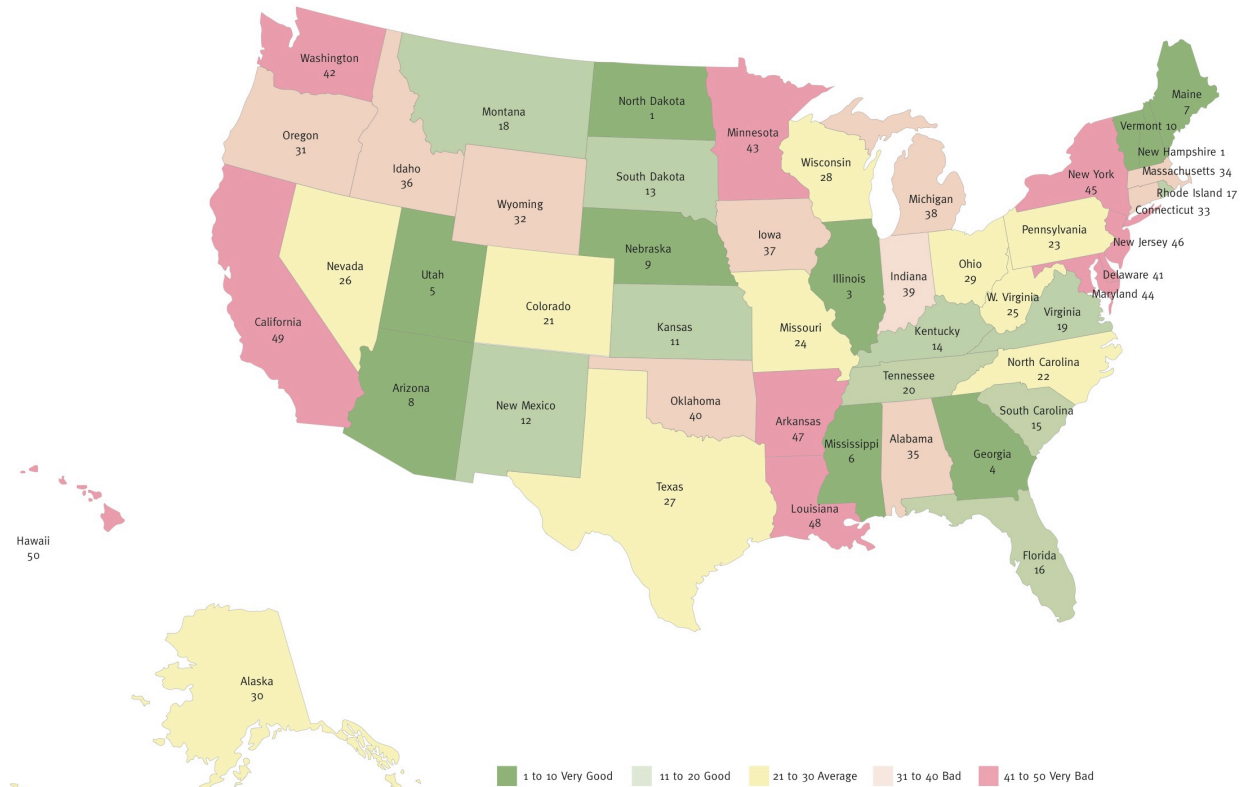 Washington
42
Oregon
31
Idaho
36
Montana
18
Wyoming
32
North Dakota
1
South Dakota
13
Nebraska
9
Minnesota
43
Wisconsin
28
Iowa
37
Michigan
38
Maine
7
Vermont 10
New Hampshire 1
Massachusetts 34
New York
45
Rhode Island 17
Connecticut 33
Pennsylvania
23
New Jersey 46
Delaware 41
Maryland 44
California
49
Nevada
26
Utah
5
Colorado
21
Kansas
11
Missouri
24
Illinois
3
Indiana
39
Ohio
29
W. Virginia
25
Virginia
19
Kentucky
14
Tennessee
20
North Carolina
22
South Carolina
15
Arizona
8
New Mexico
12
Oklahoma
40
Arkansas
47
Mississippi
6
Alabama
35
Georgia
4
Texas
27
Louisiana
48
Florida
16
Hawaii
50
Alaska
30
1 to 10 Very Good
11 to 20 Good
21 to 30 Average
31 to 40 Bad
41 to 50 Very Bad